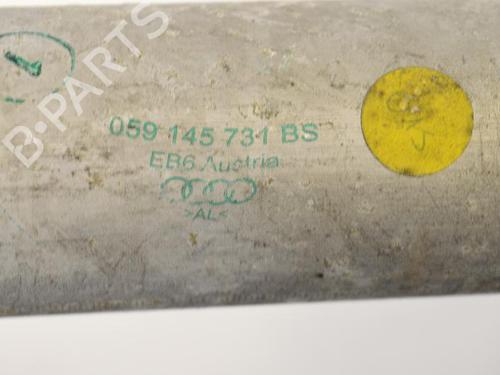 B-PARTS
059 145 731 BS
EB6 Austria
>AL<